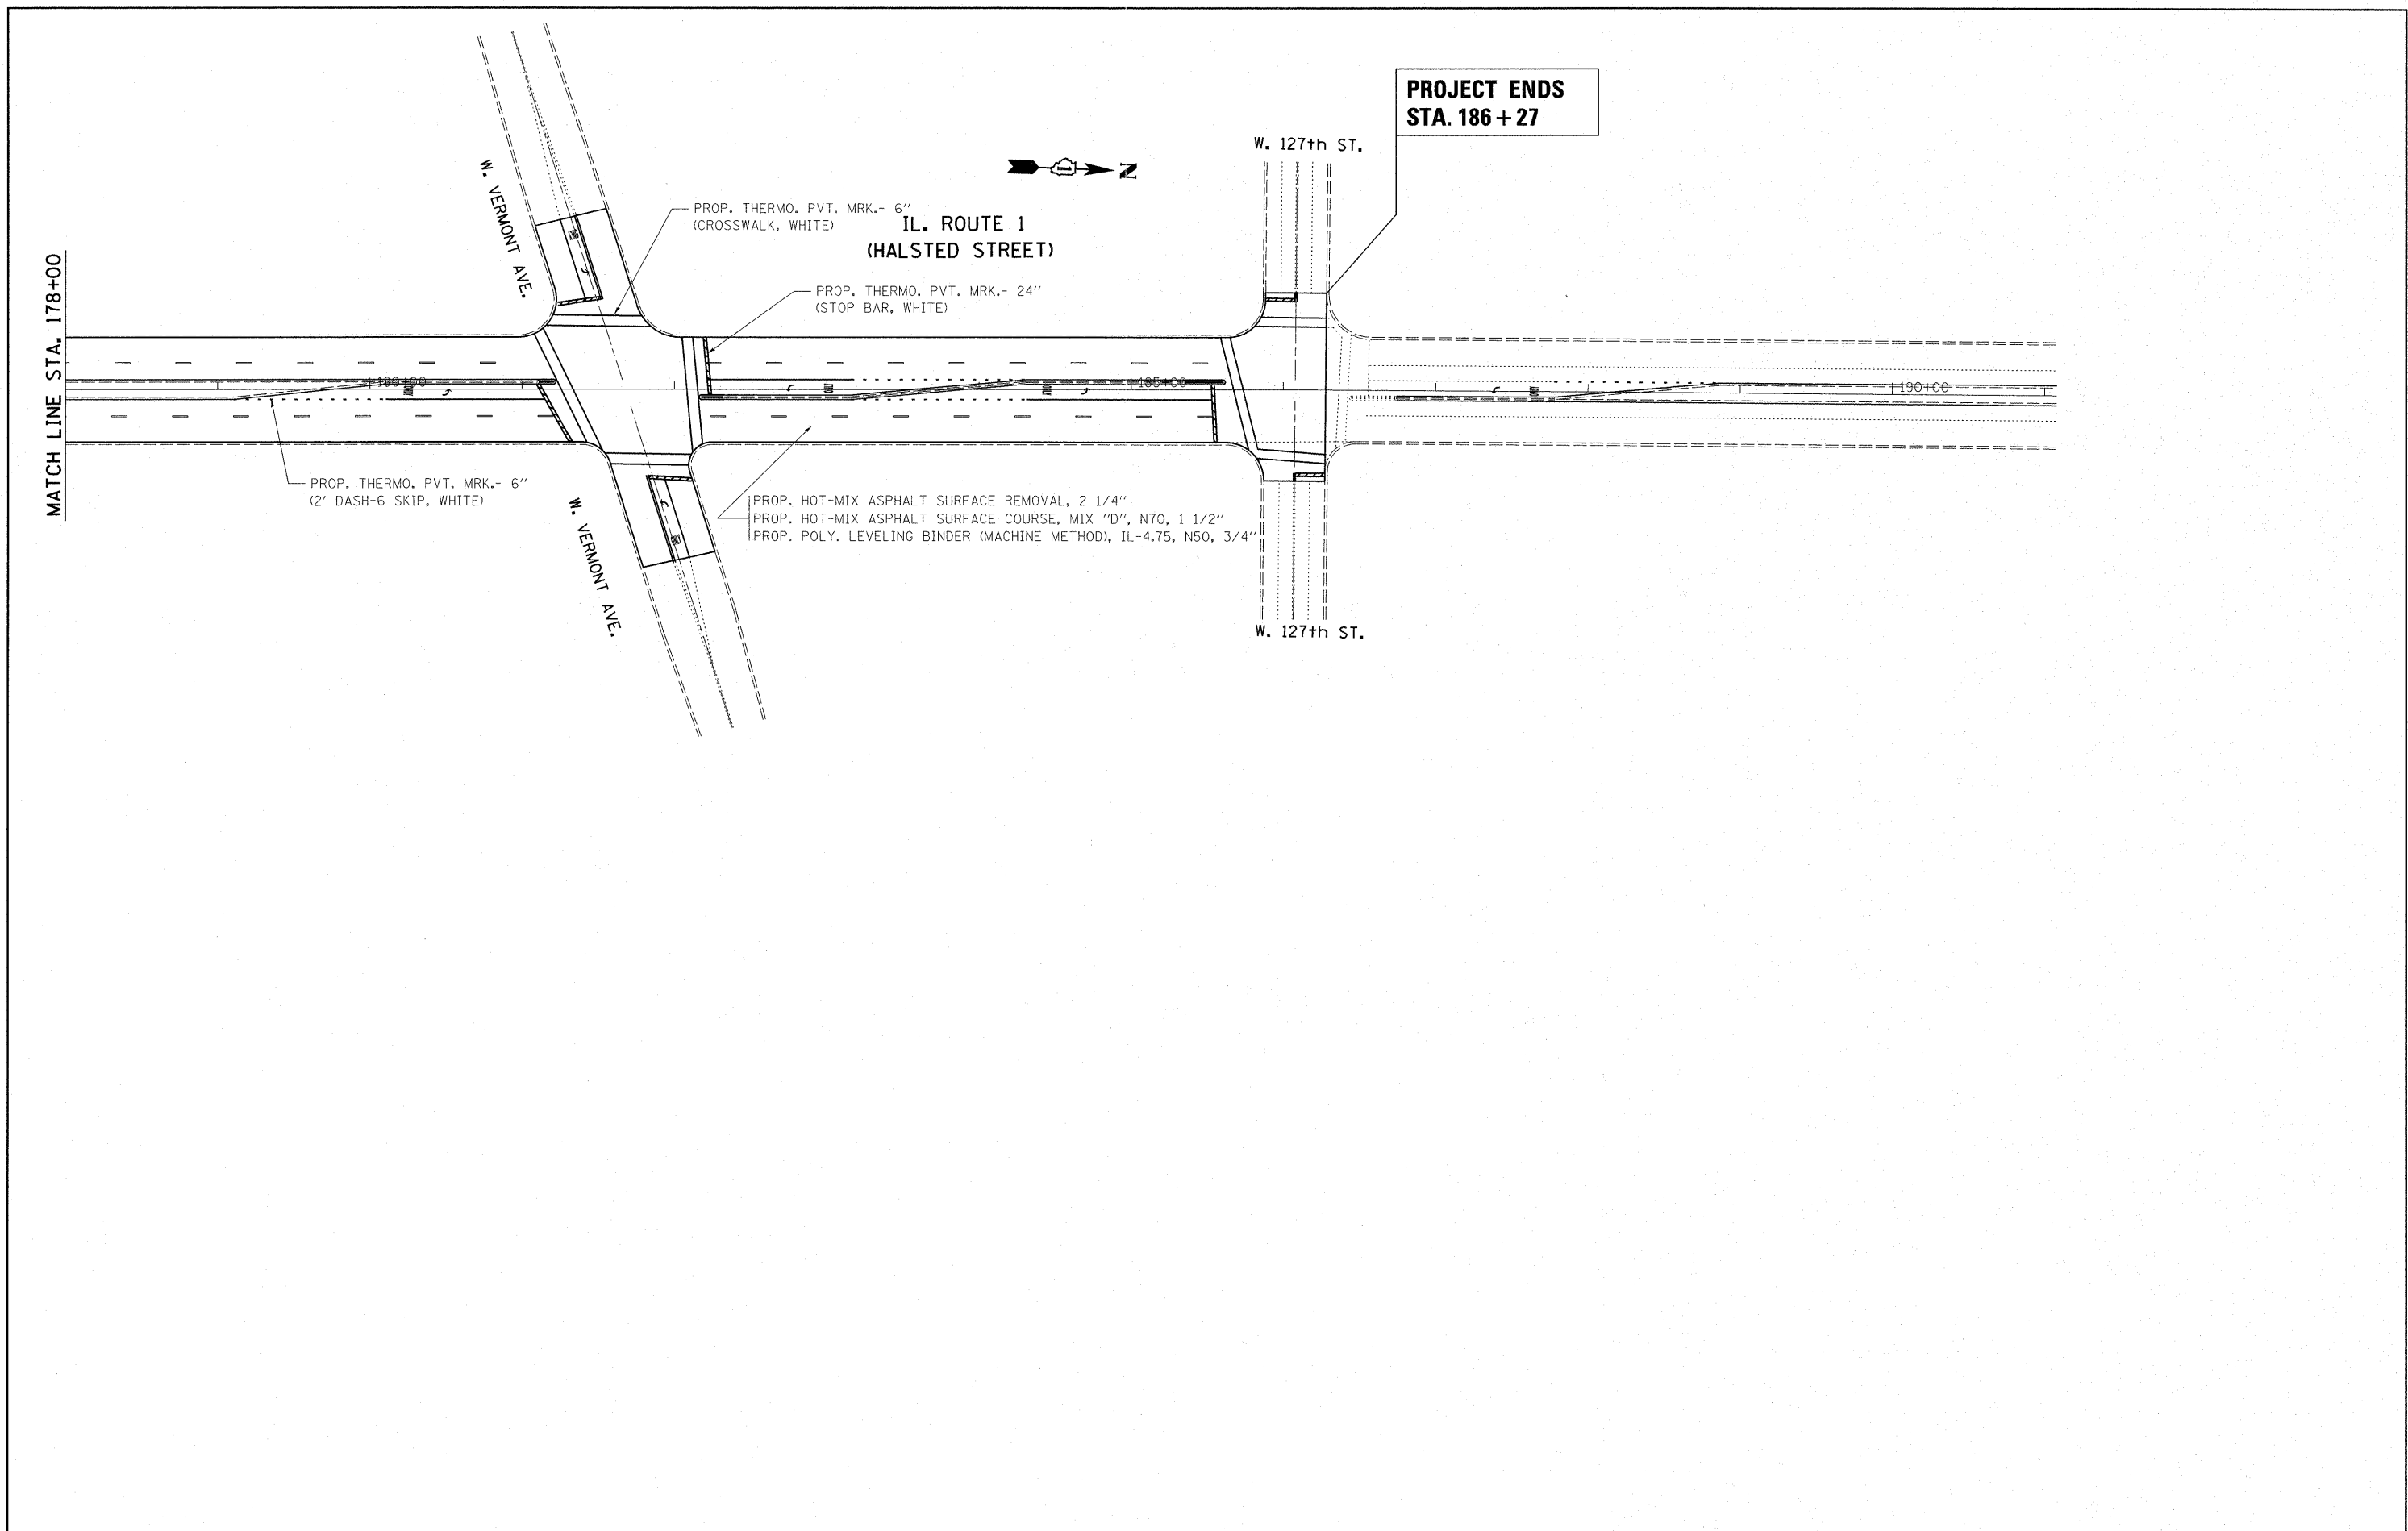 PROJECT ENDS
STA. 186+27
W. 127th ST.
N
1
W. VERMONT AVE.
PROP. THERMO. PVT. MRK.- 6"
(CROSSWALK, WHITE)
IL. ROUTE 1
(HALSTED STREET)
PROP. THERMO. PVT. MRK.- 24"
(STOP BAR, WHITE)
MATCH LINE STA. 178+00
185+00
190+00
PROP. THERMO. PVT. MRK.- 6"
(2' DASH-6 SKIP, WHITE)
PROP. HOT-MIX ASPHALT SURFACE REMOVAL, 2 1/4"
PROP. HOT-MIX ASPHALT SURFACE COURSE, MIX "D", N70, 1 1/2"
PROP. POLY. LEVELING BINDER (MACHINE METHOD), IL-4.75, N50, 3/4"
W. VERMONT AVE.
W. 127th ST.